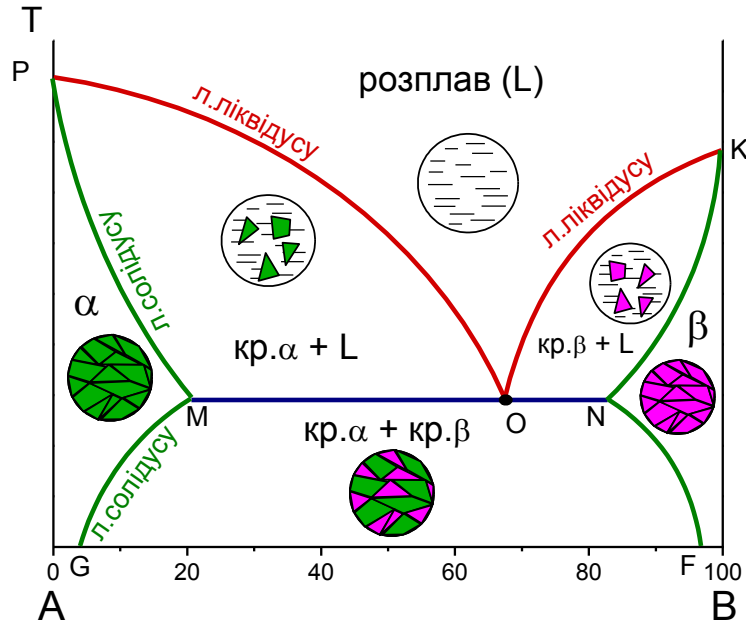 T
P
розплав (L)
л.ліквідусу
л.ліквідусу
K
л.солідусу
α
кр.α + L
кр.β + L
β
M
O
N
кр.α + кр.β
л.солідусу
G
F
0
20
40
60
80
100
A
B